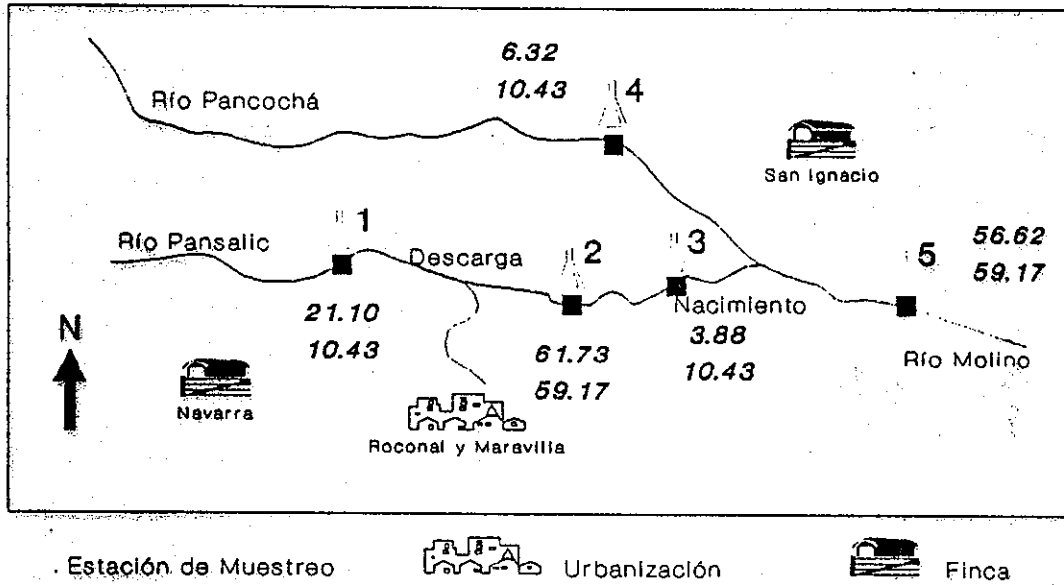 6.32
10.43
4
Río Pancochá
San Ignacio
Río Pansalic
1
Descarga
2
3
5
56.62
59.17
Nacimiento
21.10
10.43
3.88
10.43
61.73
59.17
Río Molino
N
Navarra
Roconal y Maravilla
Estación de Muestreo
Urbanización
Finca